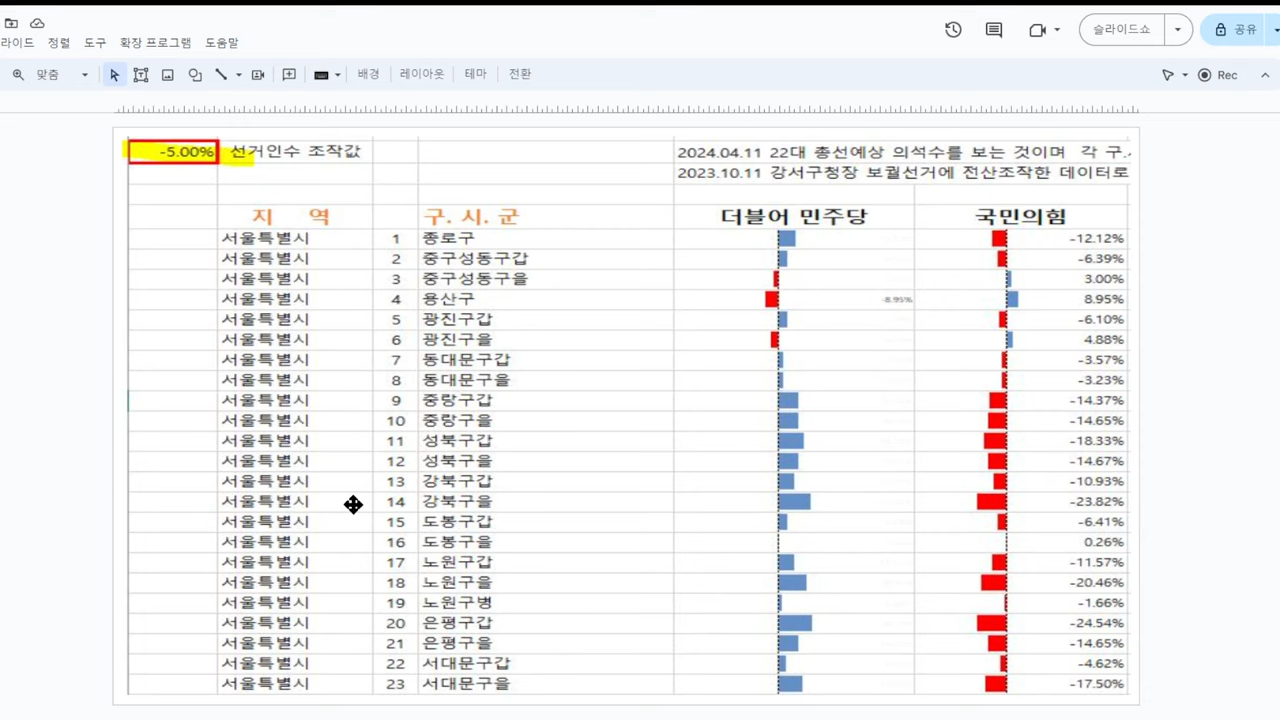 라이드 정렬 도구 확장 프로그램 도움말
슬라이드쇼
공유
맞춤 배경 레이아웃 테마 전환 Rec
-5.00% 선거인수 조작값 2024.04.11 22대 총선예상 의석수를 보는 것이며 각 구.
2023.10.11 강서구청장 보궐선거에 전산조작한 데이터로
지 역 구. 시. 군 더불어 민주당 국민의힘
서울특별시 1 종로구 -12.12%
서울특별시 2 중구성동구갑 -6.39%
서울특별시 3 중구성동구을 3.00%
서울특별시 4 용산구 -8.95% 8.95%
서울특별시 5 광진구갑 -6.10%
서울특별시 6 광진구을 4.88%
서울특별시 7 동대문구갑 -3.57%
서울특별시 8 동대문구을 -3.23%
서울특별시 9 중랑구갑 -14.37%
서울특별시 10 중랑구을 -14.65%
서울특별시 11 성북구갑 -18.33%
서울특별시 12 성북구을 -14.67%
서울특별시 13 강북구갑 -10.93%
서울특별시 14 강북구을 -23.82%
서울특별시 15 도봉구갑 -6.41%
서울특별시 16 도봉구을 0.26%
서울특별시 17 노원구갑 -11.57%
서울특별시 18 노원구을 -20.46%
서울특별시 19 노원구병 -1.66%
서울특별시 20 은평구갑 -24.54%
서울특별시 21 은평구을 -14.65%
서울특별시 22 서대문구갑 -4.62%
서울특별시 23 서대문구을 -17.50%